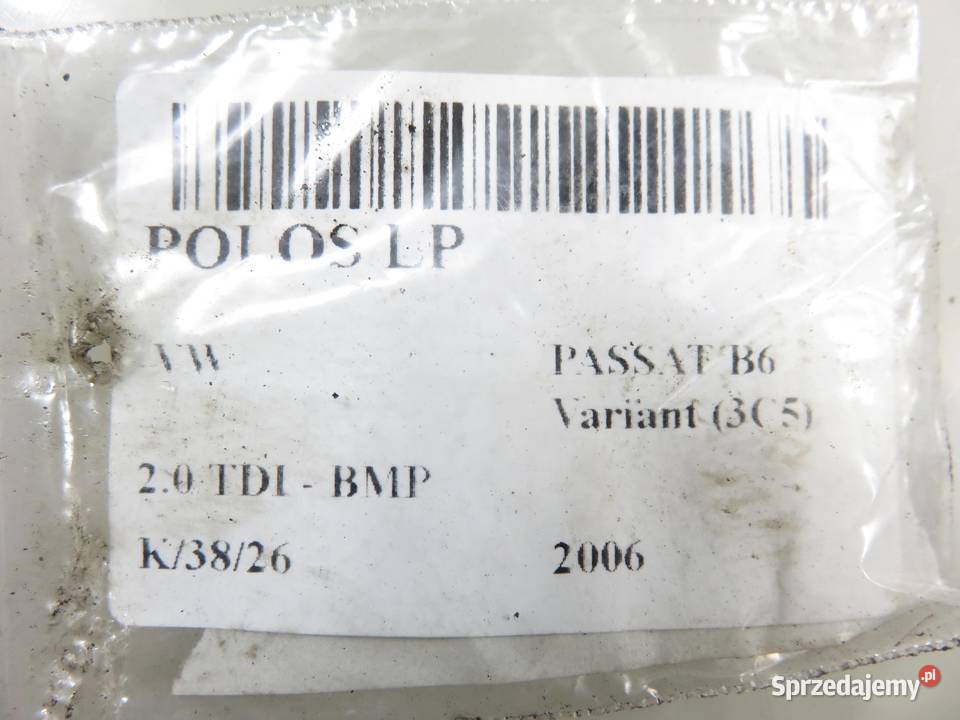 POLOS LP
VW
PASSAT B6
Variant (3C5)
2.0 TDI - BMP
K/38/26
2006
Sprzedajemy.pl